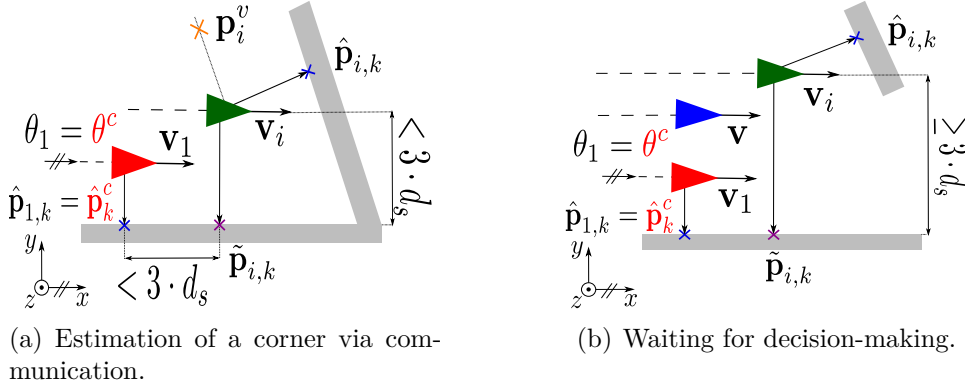 p_i^v
p̂_{i,k}
v_i
θ_1 = θ^c
v_1
< 3 · d_s
p̂_{1,k} = p̂_k^c
p̃_{i,k}
< 3 · d_s
y
z
x
(a) Estimation of a corner via com-
munication.
p̂_{i,k}
v_i
v
θ_1 = θ^c
v_1
≥ 3 · d_s
p̂_{1,k} = p̂_k^c
p̃_{i,k}
y
z
x
(b) Waiting for decision-making.